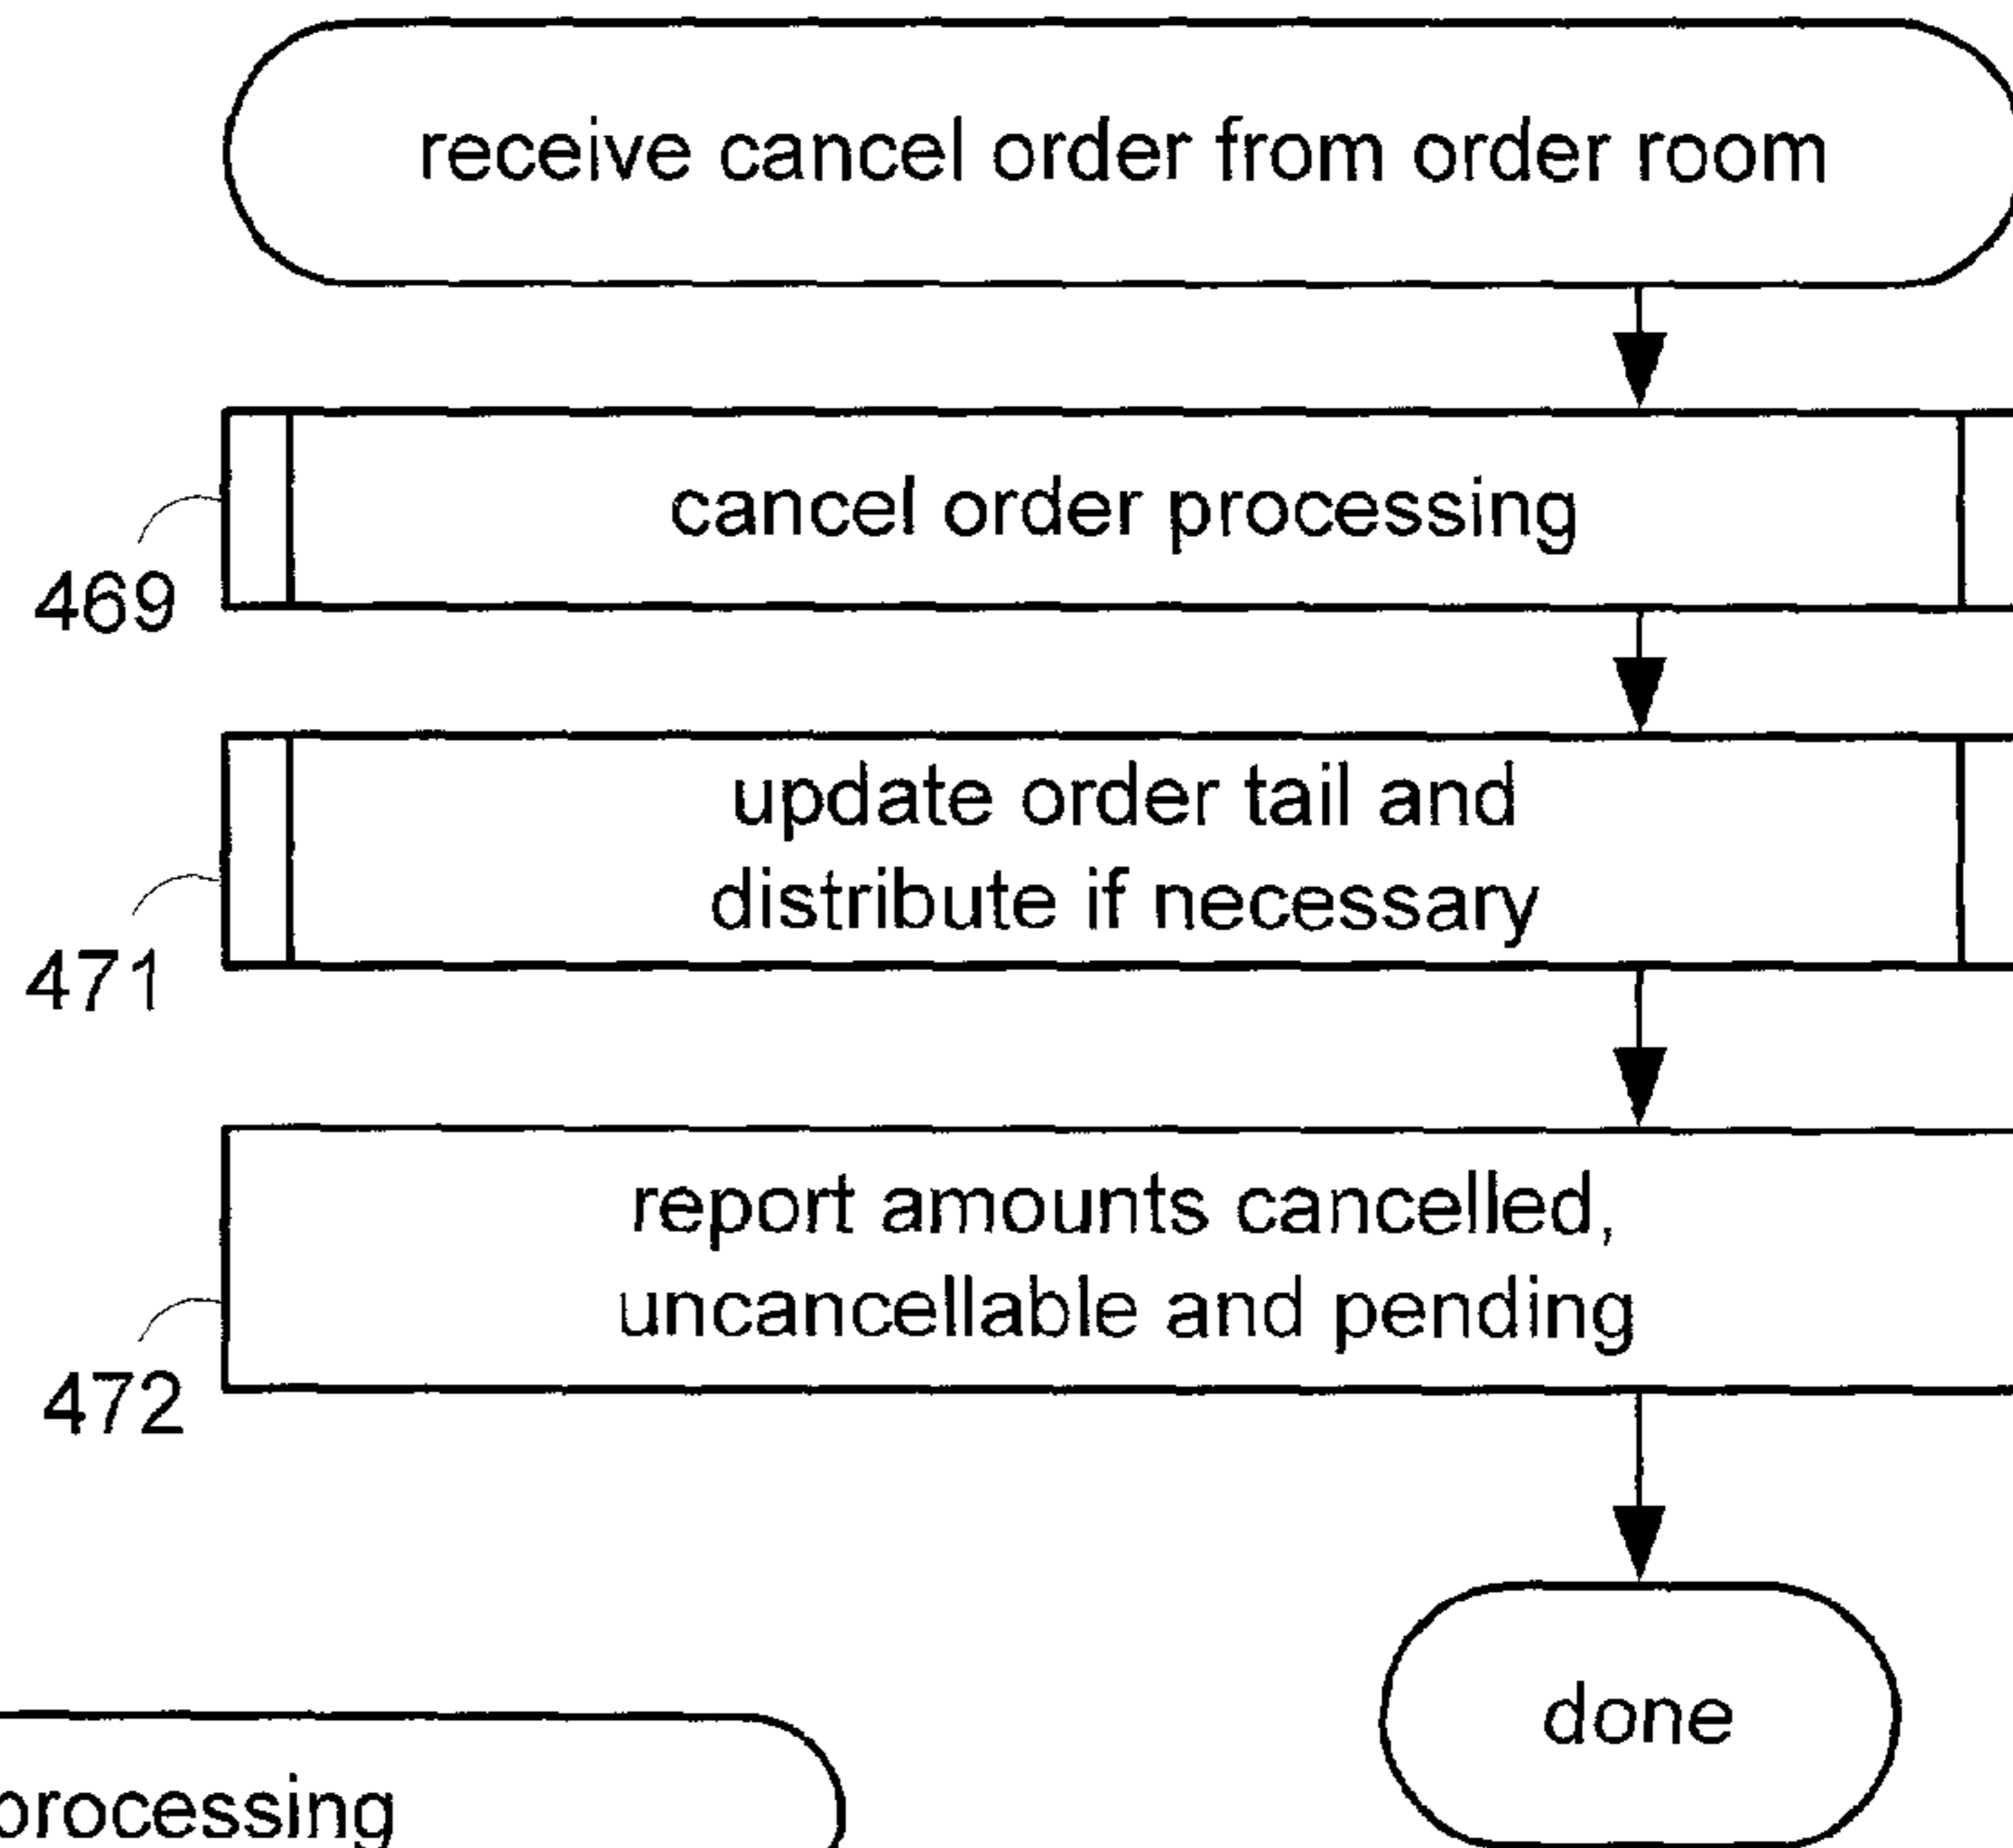 receive cancel order from order room
cancel order processing
469
update order tail and
distribute if necessary
471
report amounts cancelled,
uncancellable and pending
472
done
processing